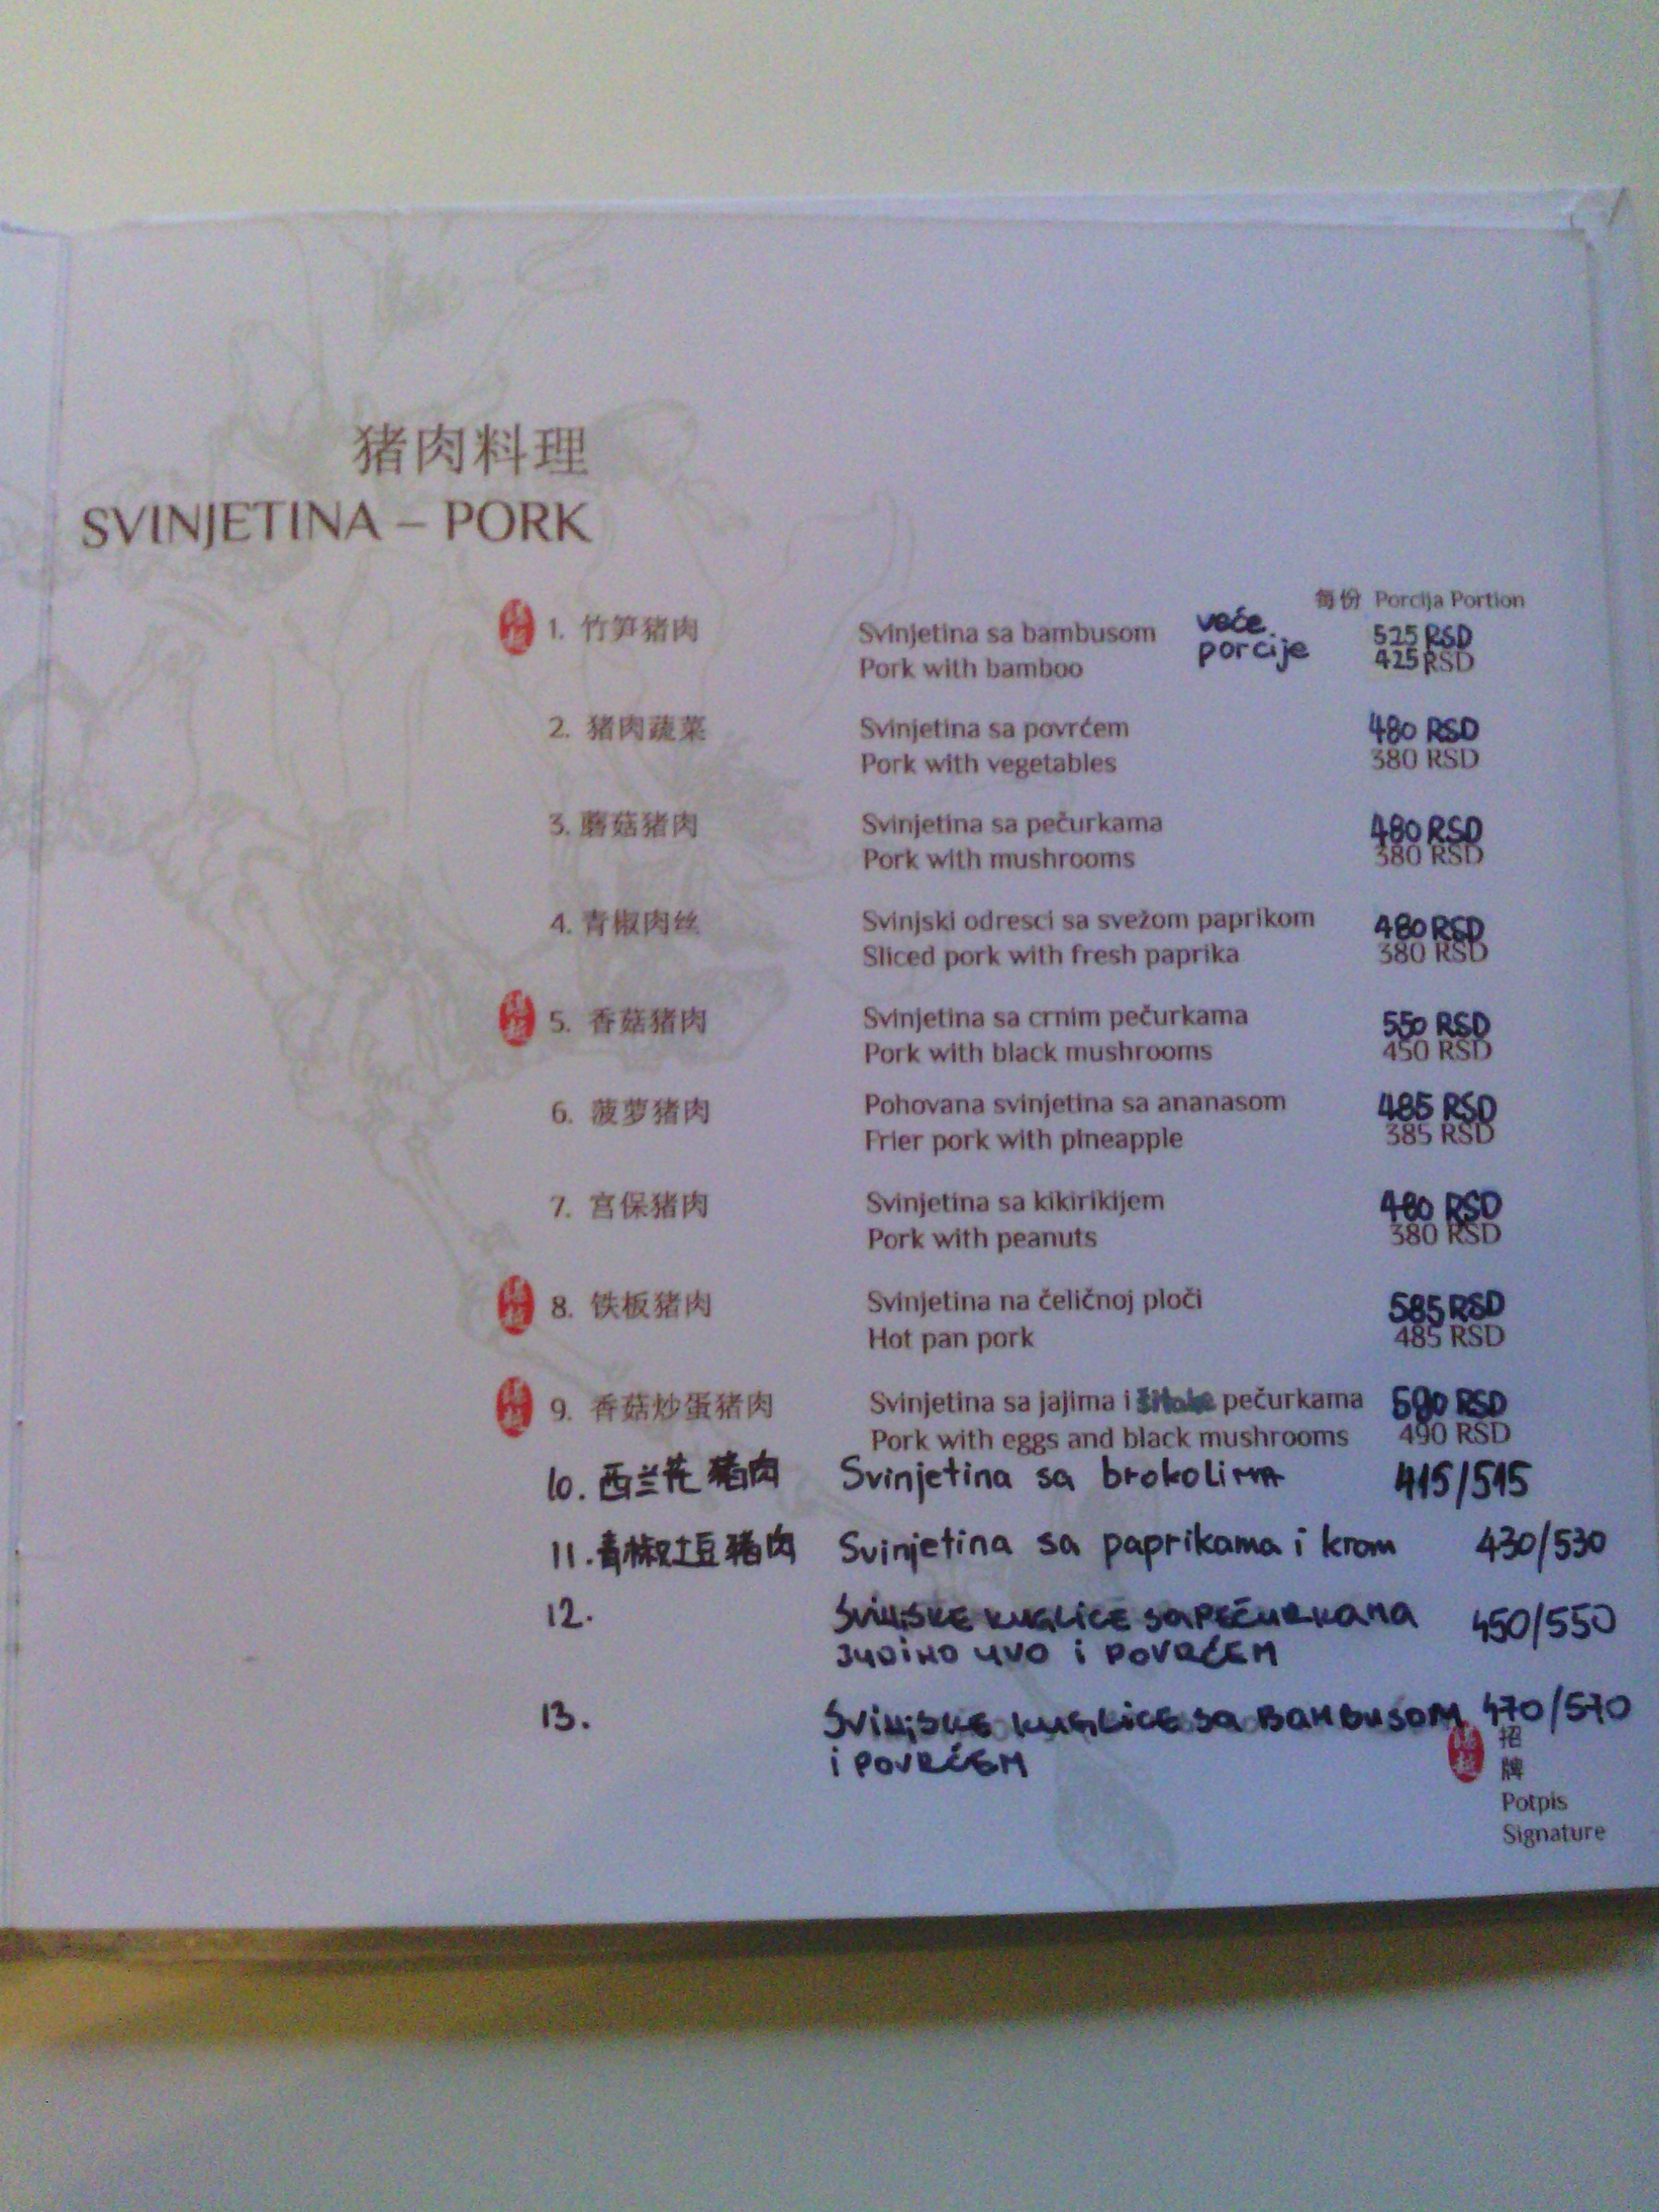 猪肉料理
SVINJETINA – PORK
每份 Porcija Portion
1. 竹笋猪肉 Svinjetina sa bambusom veće 525 RSD
Pork with bamboo porcije 425 RSD
2. 猪肉蔬菜 Svinjetina sa povrćem 480 RSD
Pork with vegetables 380 RSD
3. 蘑菇猪肉 Svinjetina sa pečurkama 480 RSD
Pork with mushrooms 380 RSD
4. 青椒肉丝 Svinjski odresci sa svežom paprikom 480 RSD
Sliced pork with fresh paprika 380 RSD
5. 香菇猪肉 Svinjetina sa crnim pečurkama 550 RSD
Pork with black mushrooms 450 RSD
6. 菠萝猪肉 Pohovana svinjetina sa ananasom 485 RSD
Frier pork with pineapple 385 RSD
7. 宫保猪肉 Svinjetina sa kikirikijem 480 RSD
Pork with peanuts 380 RSD
8. 铁板猪肉 Svinjetina na čeličnoj ploči 585 RSD
Hot pan pork 485 RSD
9. 香菇炒蛋猪肉 Svinjetina sa jajima i šitake pečurkama 590 RSD
Pork with eggs and black mushrooms 490 RSD
10. 西兰花猪肉 Svinjetina sa brokolima 415/515
11. 青椒土豆猪肉 Svinjetina sa paprikama i krom 430/530
12. SVINJSKE KUGLICE SA PEČURKAMA 450/550
JUDINO UVO i POVRĆEM
13. SVINJSKE KUGLICE SA BAMBUSOM 470/570
i POVRĆEM
招
牌
Potpis
Signature